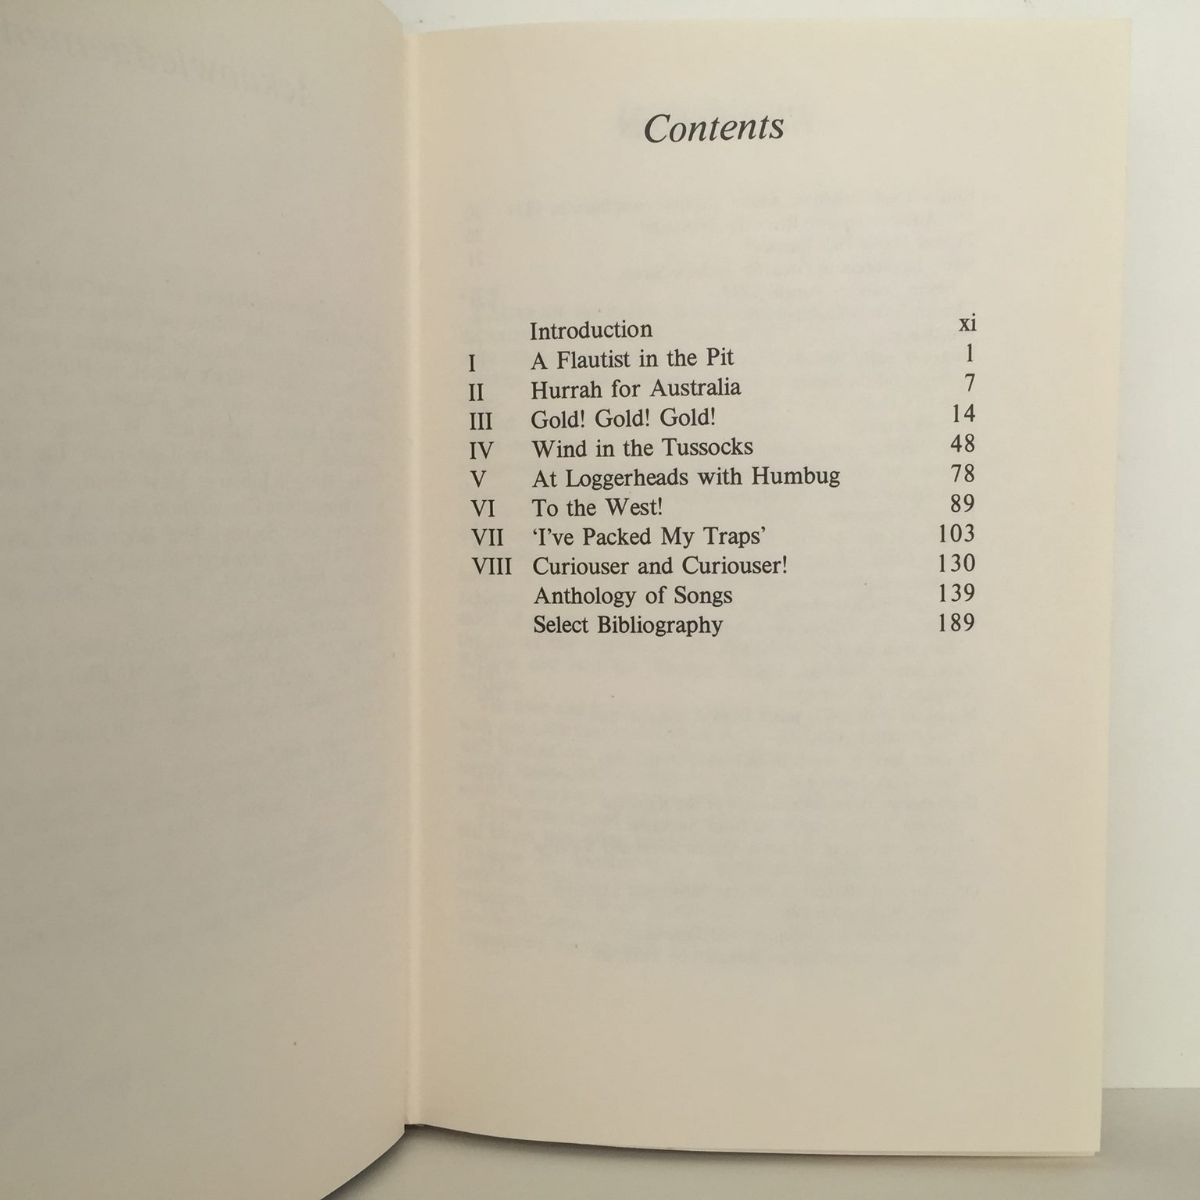 Contents
Introduction xi
I A Flautist in the Pit 1
II Hurrah for Australia 7
III Gold! Gold! Gold! 14
IV Wind in the Tussocks 48
V At Loggerheads with Humbug 78
VI To the West! 89
VII ‘I’ve Packed My Traps’ 103
VIII Curiouser and Curiouser! 130
Anthology of Songs 139
Select Bibliography 189